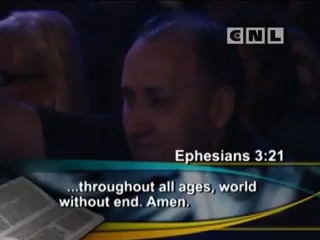 CNL
Ephesians 3:21
...throughout all ages, world
without end. Amen.